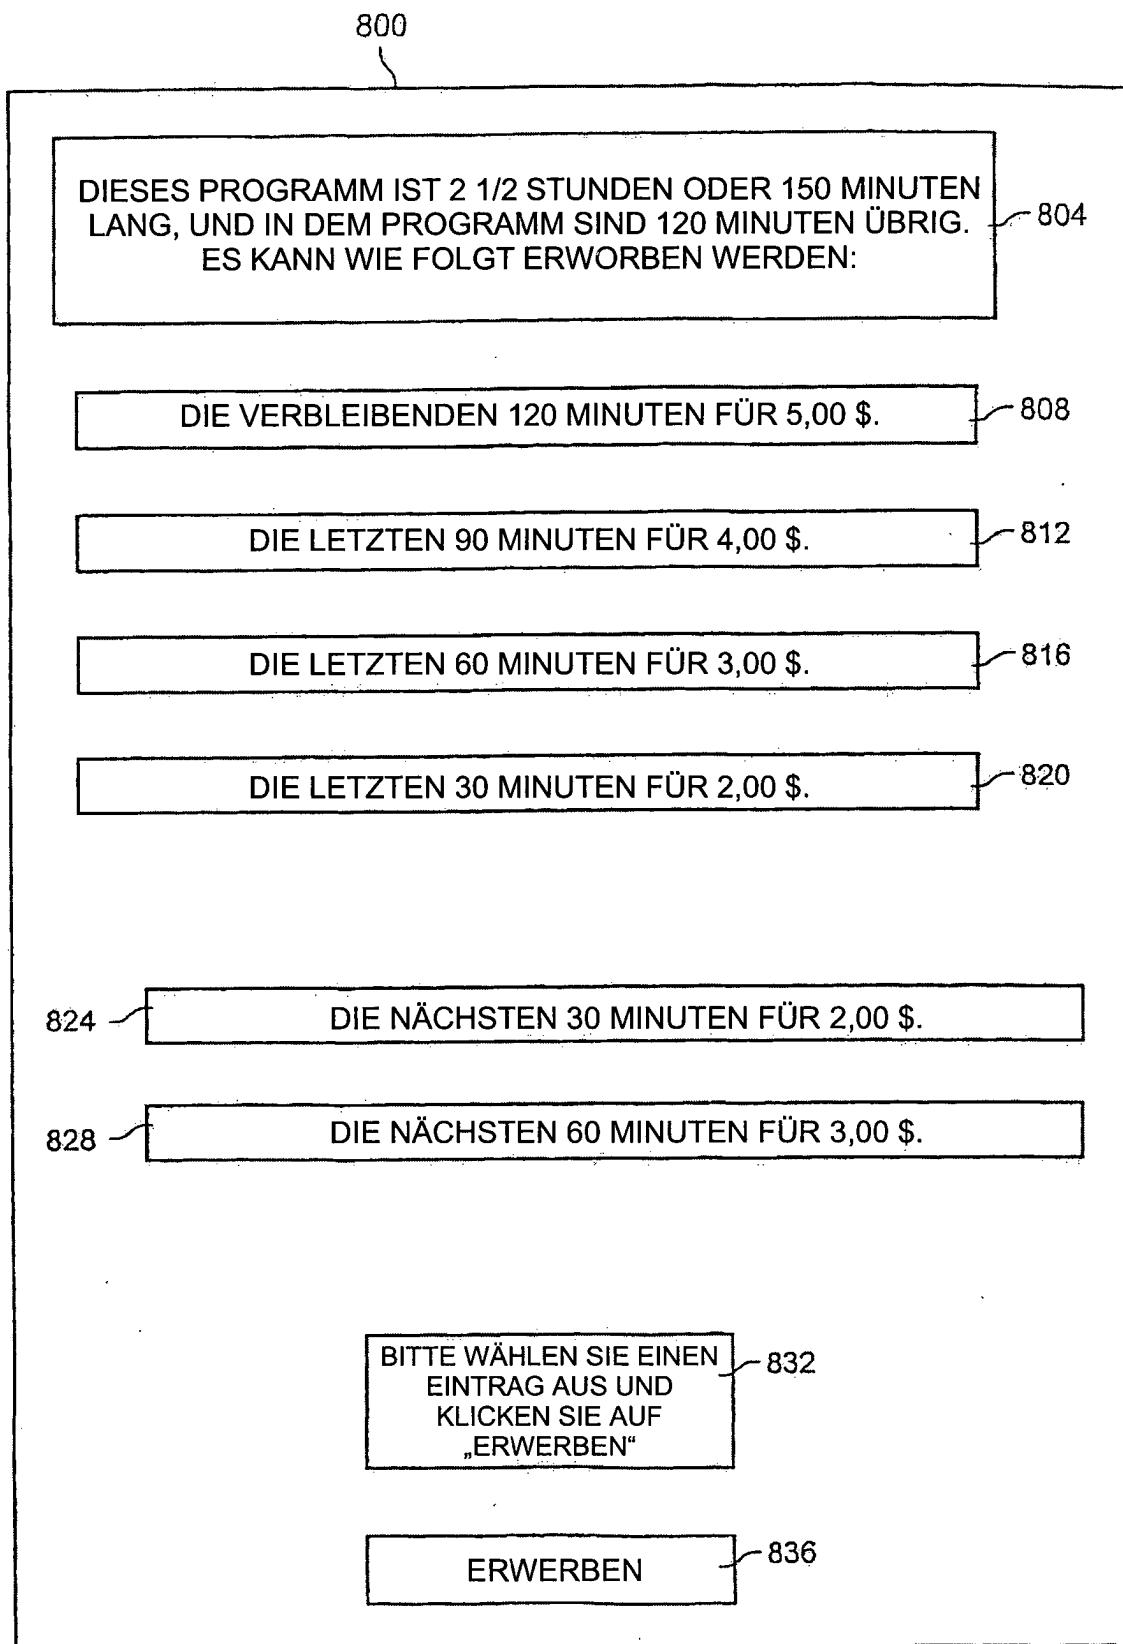 800
DIESES PROGRAMM IST 2 1/2 STUNDEN ODER 150 MINUTEN
LANG, UND IN DEM PROGRAMM SIND 120 MINUTEN ÜBRIG.
ES KANN WIE FOLGT ERWORBEN WERDEN:
804
DIE VERBLEIBENDEN 120 MINUTEN FÜR 5,00 $.
808
DIE LETZTEN 90 MINUTEN FÜR 4,00 $.
812
DIE LETZTEN 60 MINUTEN FÜR 3,00 $.
816
DIE LETZTEN 30 MINUTEN FÜR 2,00 $.
820
824
DIE NÄCHSTEN 30 MINUTEN FÜR 2,00 $.
828
DIE NÄCHSTEN 60 MINUTEN FÜR 3,00 $.
BITTE WÄHLEN SIE EINEN
EINTRAG AUS UND
KLICKEN SIE AUF
„ERWERBEN“
832
ERWERBEN
836